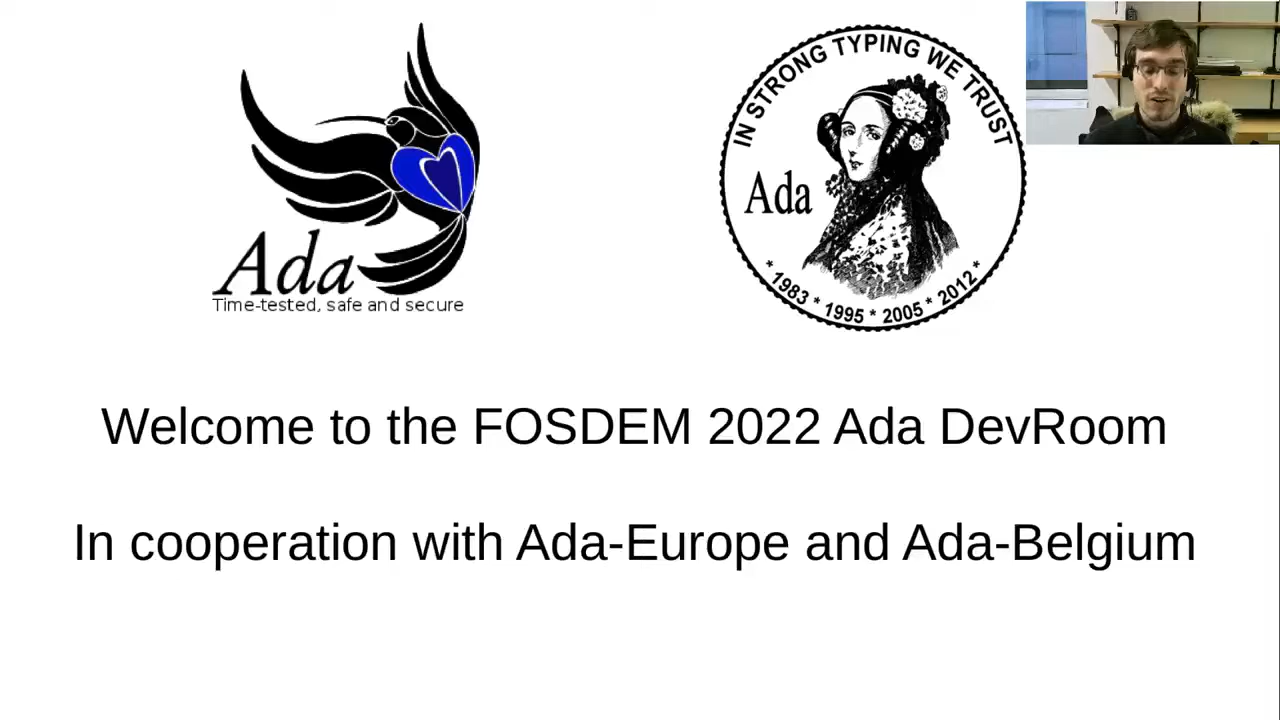 Ada
Time-tested, safe and secure
IN STRONG TYPING WE TRUST
Ada
* 1983 * 1995 * 2005 * 2012 *
Welcome to the FOSDEM 2022 Ada DevRoom
In cooperation with Ada-Europe and Ada-Belgium